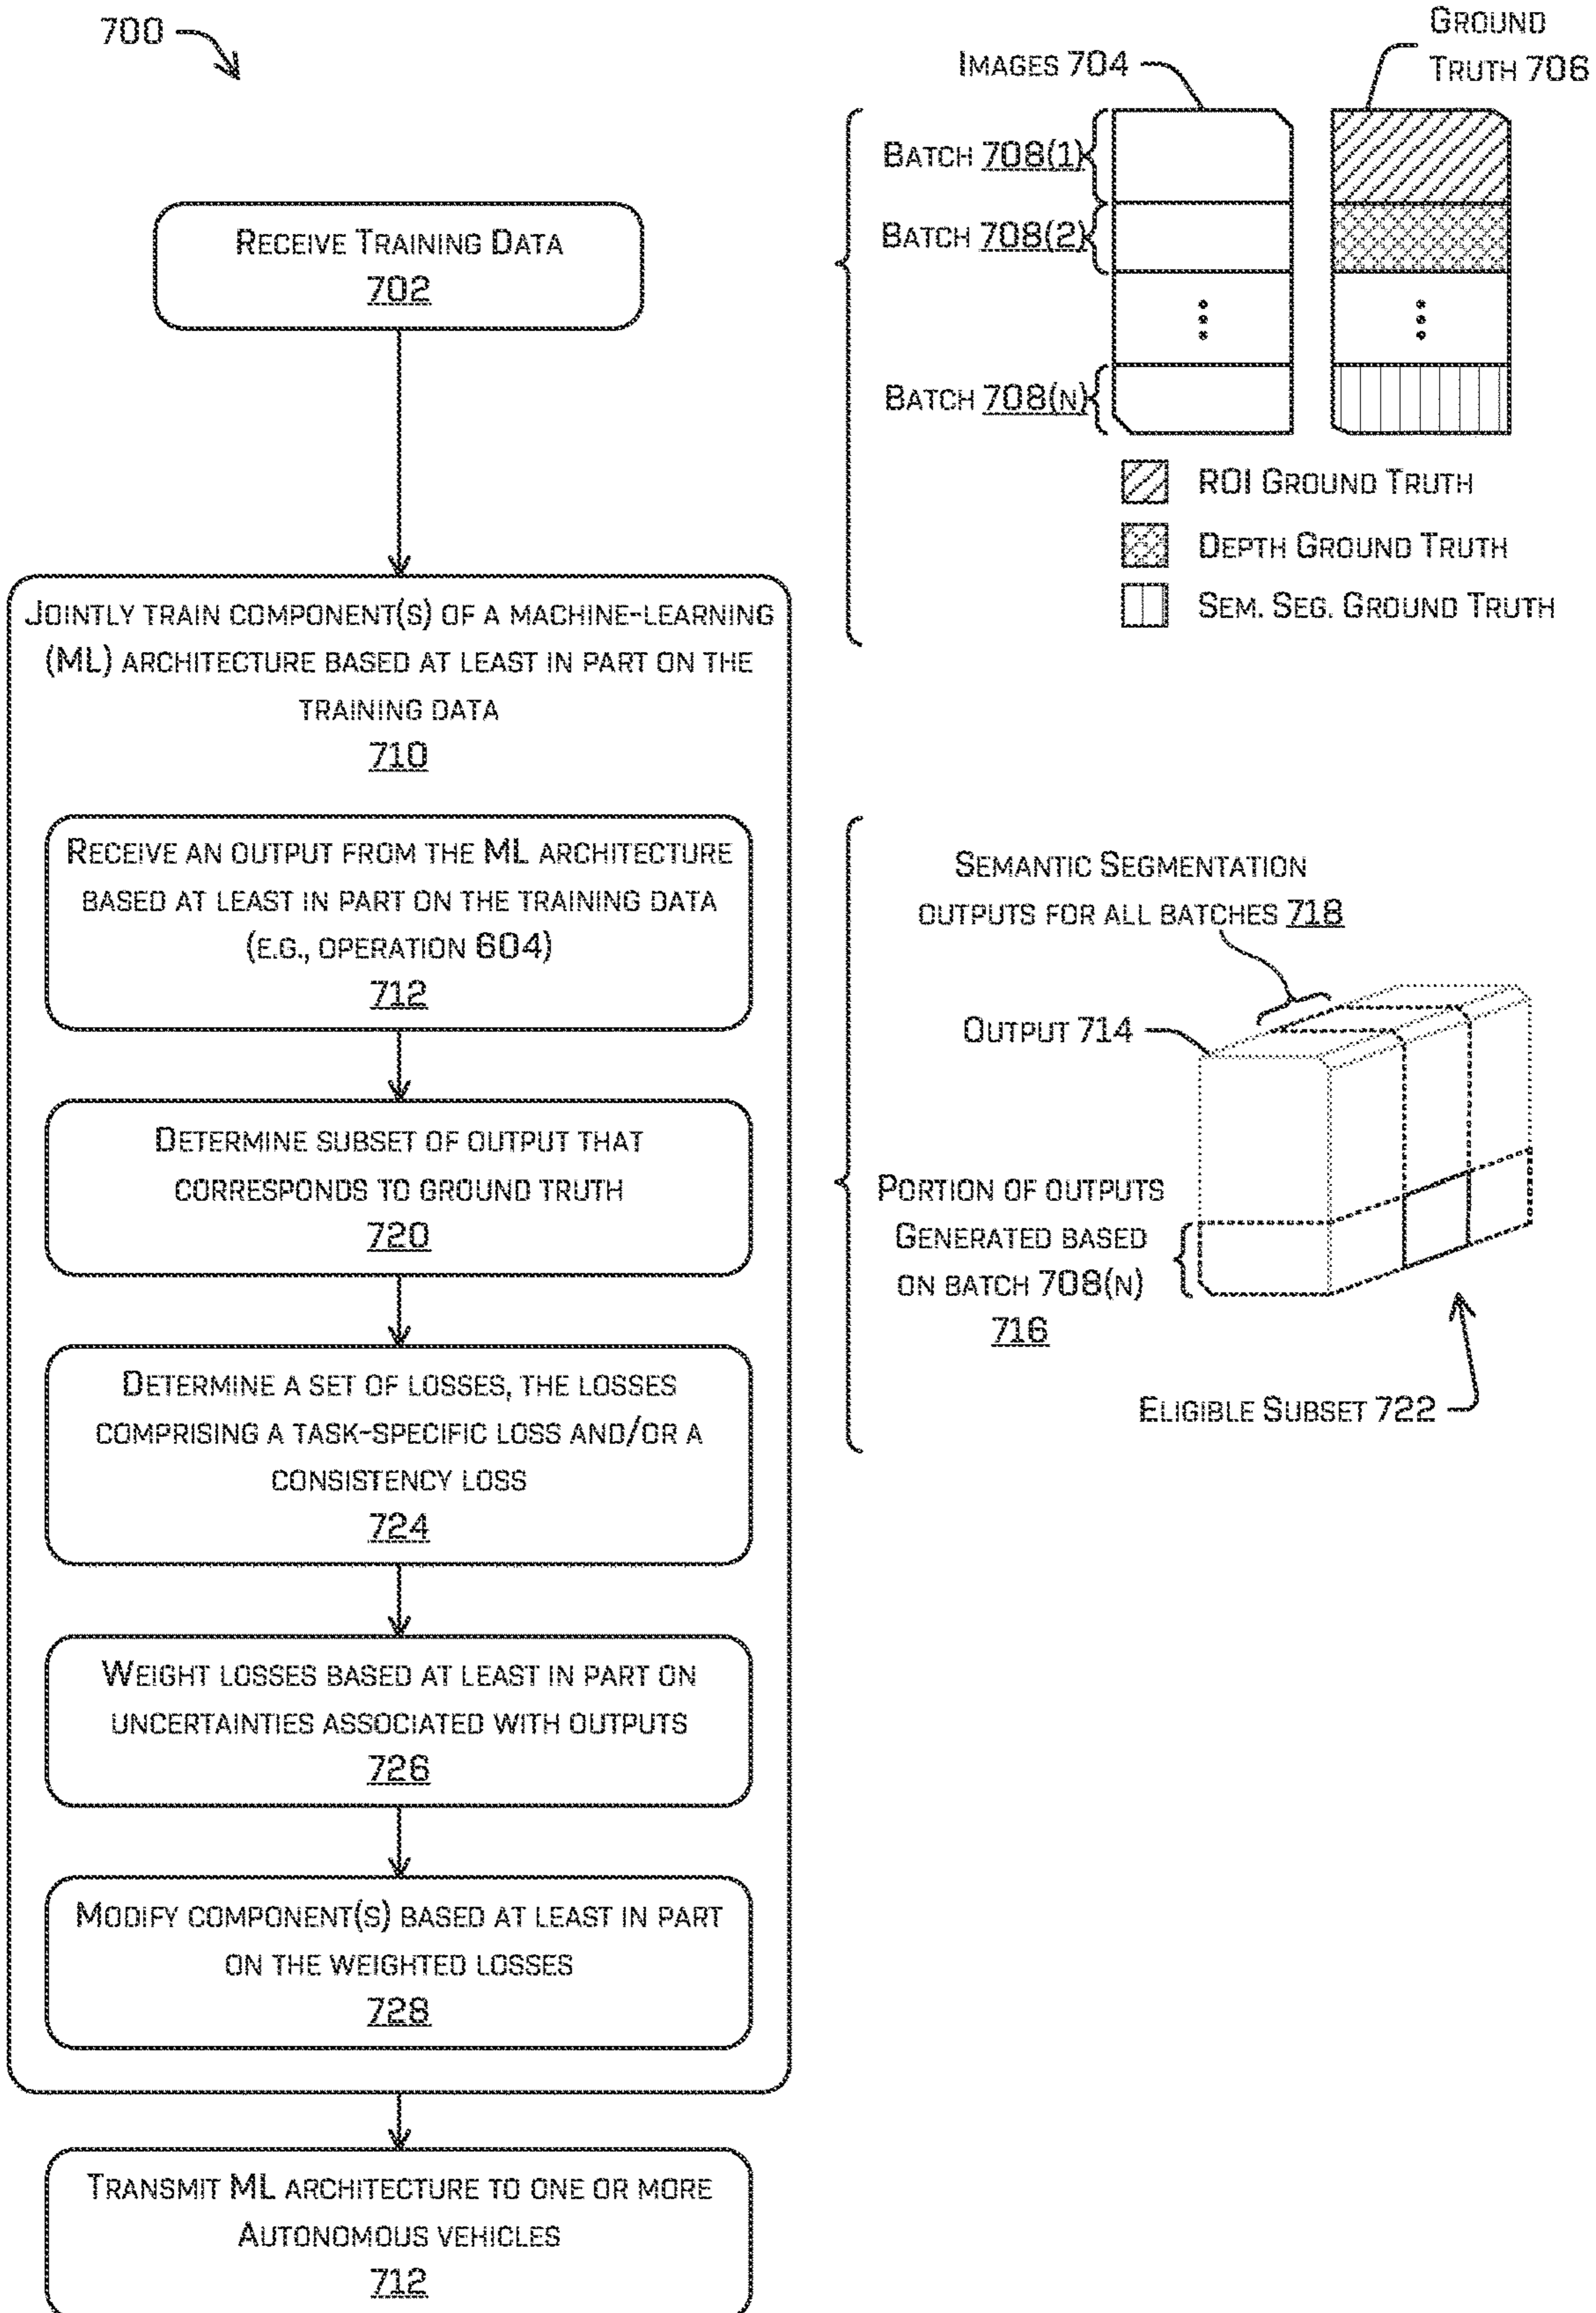 700
Images 704
Ground
Truth 706
Batch 708(1)
Batch 708(2)
Batch 708(n)
ROI Ground Truth
Depth Ground Truth
Sem. Seg. Ground Truth
Receive Training Data
702
Jointly train component(s) of a machine-learning
(ML) architecture based at least in part on the
training data
710
Receive an output from the ML architecture
based at least in part on the training data
(e.g., operation 604)
712
Semantic Segmentation
outputs for all batches 718
Output 714
Portion of outputs
Generated based
on batch 708(n)
716
Eligible Subset 722
Determine subset of output that
corresponds to ground truth
720
Determine a set of losses, the losses
comprising a task-specific loss and/or a
consistency loss
724
Weight losses based at least in part on
uncertainties associated with outputs
726
Modify component(s) based at least in part
on the weighted losses
728
Transmit ML architecture to one or more
Autonomous vehicles
712